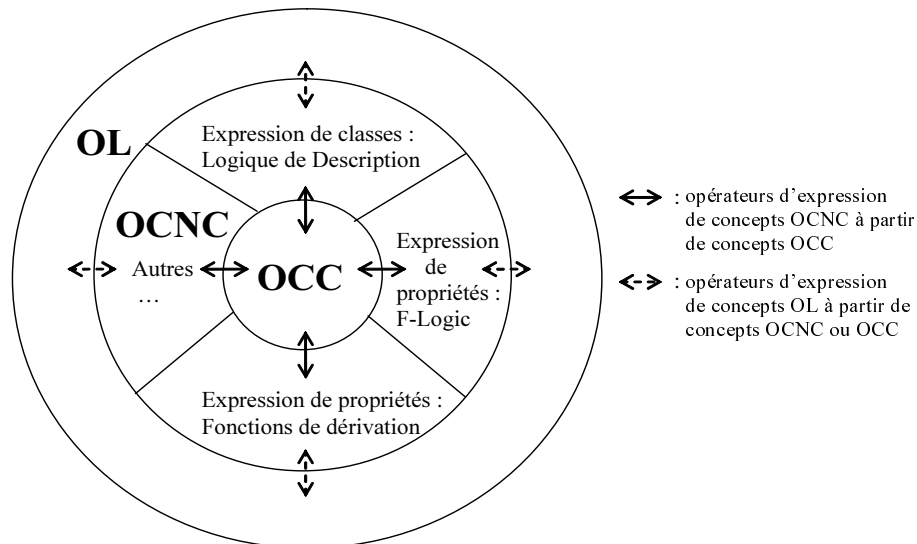 Expression de classes :
Logique de Description
OL
OCNC
Autres
…
OCC
Expression
de
propriétés :
F-Logic
Expression de propriétés :
Fonctions de dérivation
: opérateurs d’expression
de concepts OCNC à partir
de concepts OCC
: opérateurs d’expression
de concepts OL à partir de
concepts OCNC ou OCC